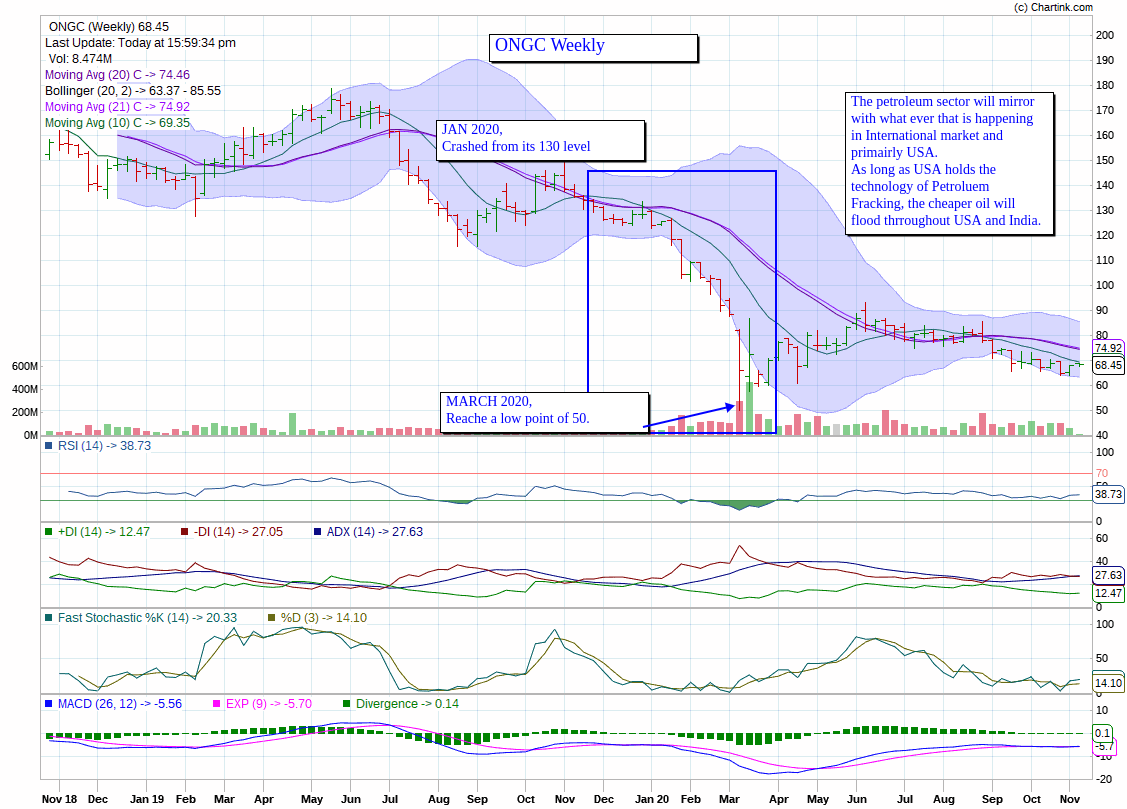 (c) Chartink.com
ONGC (Weekly) 68.45
Last Update: Today at 15:59:34 pm
Vol: 8.474M
Moving Avg (20) C -> 74.46
Bollinger (20, 2) -> 63.37 - 85.55
Moving Avg (21) C -> 74.92
Moving Avg (10) C -> 69.35
ONGC Weekly
JAN 2020,
Crashed from its 130 level
The petroleum sector will mirror
with what ever that is happening
in International market and
primairly USA.
As long as USA holds the
technology of Petroluem
Fracking, the cheaper oil will
flood thrroughout USA and India.
MARCH 2020,
Reache a low point of 50.
200
190
180
170
160
150
140
130
120
110
100
90
80
74.92
68.45
60
50
40
600M
400M
200M
0M
RSI (14) -> 38.73
100
70
50
38.73
0
+DI (14) -> 12.47 -DI (14) -> 27.05 ADX (14) -> 27.63
60
40
27.63
12.47
0
Fast Stochastic %K (14) -> 20.33 %D (3) -> 14.10
100
50
14.10
0
MACD (26, 12) -> -5.56 EXP (9) -> -5.70 Divergence -> 0.14
10
0.1
-5.7
-10
-20
Nov 18 Dec Jan 19 Feb Mar Apr May Jun Jul Aug Sep Oct Nov Dec Jan 20 Feb Mar Apr May Jun Jul Aug Sep Oct Nov